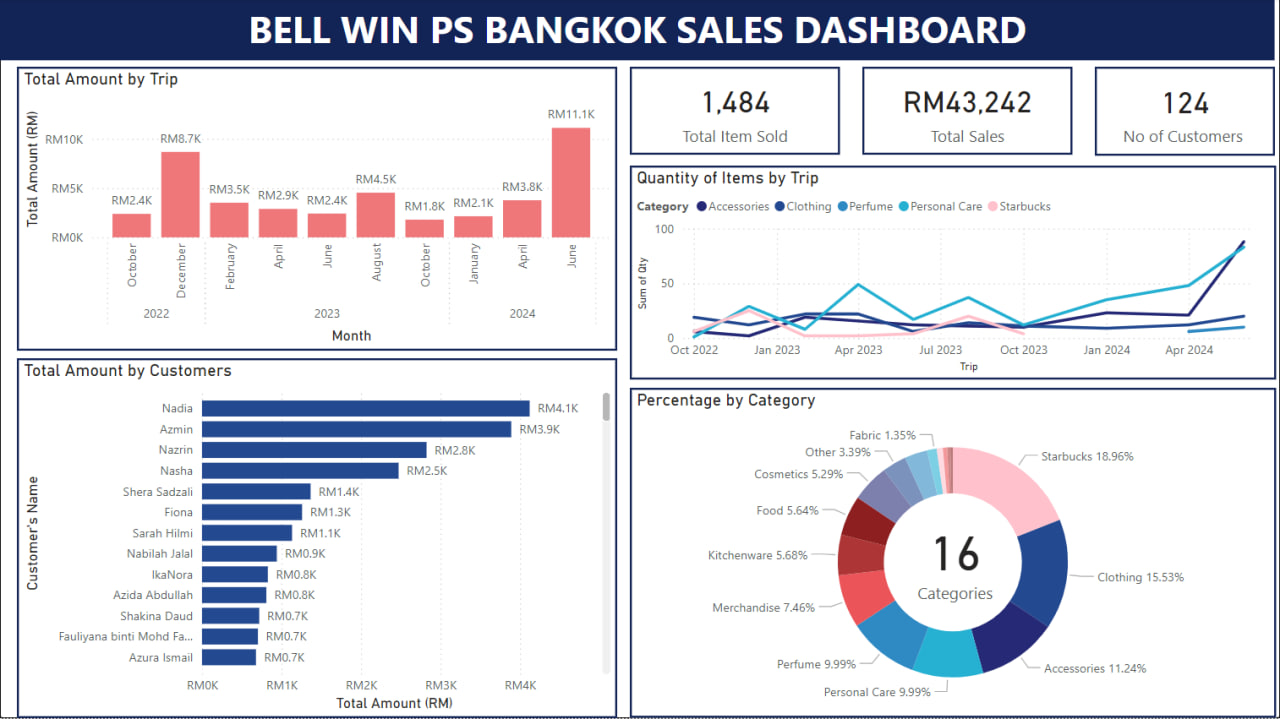 BELL WIN PS BANGKOK SALES DASHBOARD
Total Amount by Trip
Total Amount (RM)
RM10K
RM5K
RM0K
RM2.4K
RM8.7K
RM3.5K
RM2.9K
RM2.4K
RM4.5K
RM1.8K
RM2.1K
RM3.8K
RM11.1K
October
December
February
April
June
August
October
January
April
June
2022
2023
2024
Month
1,484
Total Item Sold
RM43,242
Total Sales
124
No of Customers
Quantity of Items by Trip
Category Accessories Clothing Perfume Personal Care Starbucks
Sum of Qty
100
50
0
Oct 2022 Jan 2023 Apr 2023 Jul 2023 Oct 2023 Jan 2024 Apr 2024
Trip
Total Amount by Customers
Customer's Name
Nadia RM4.1K
Azmin RM3.9K
Nazrin RM2.8K
Nasha RM2.5K
Shera Sadzali RM1.4K
Fiona RM1.3K
Sarah Hilmi RM1.1K
Nabilah Jalal RM0.9K
IkaNora RM0.8K
Azida Abdullah RM0.8K
Shakina Daud RM0.7K
Fauliyana binti Mohd Fa... RM0.7K
Azura Ismail RM0.7K
RM0K RM1K RM2K RM3K RM4K
Total Amount (RM)
Percentage by Category
Fabric 1.35%
Other 3.39%
Cosmetics 5.29%
Food 5.64%
Kitchenware 5.68%
Merchandise 7.46%
Perfume 9.99%
Personal Care 9.99%
Starbucks 18.96%
Clothing 15.53%
Accessories 11.24%
16
Categories